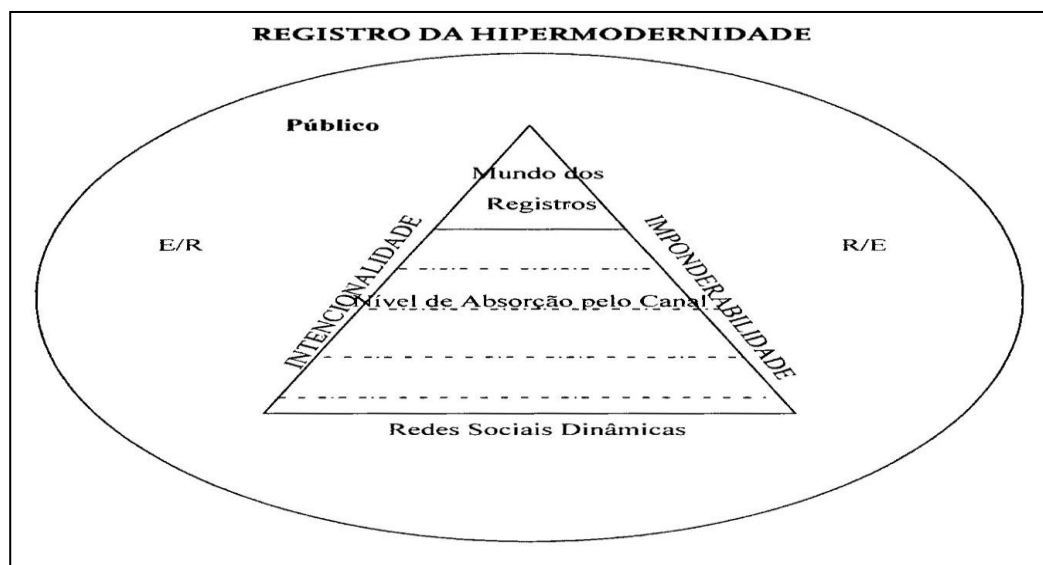 REGISTRO DA HIPERMODERNIDADE
Público
Mundo dos
Registros
E/R
R/E
INTENCIONALIDADE
IMPONDERABILIDADE
Nível de Absorção pelo Canal
Redes Sociais Dinâmicas